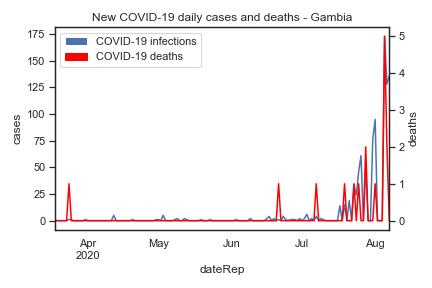 New COVID-19 daily cases and deaths - Gambia
COVID-19 infections
COVID-19 deaths
175
150
125
100
75
50
25
0
cases
5
4
3
2
1
0
deaths
Apr
2020
May
Jun
Jul
Aug
dateRep